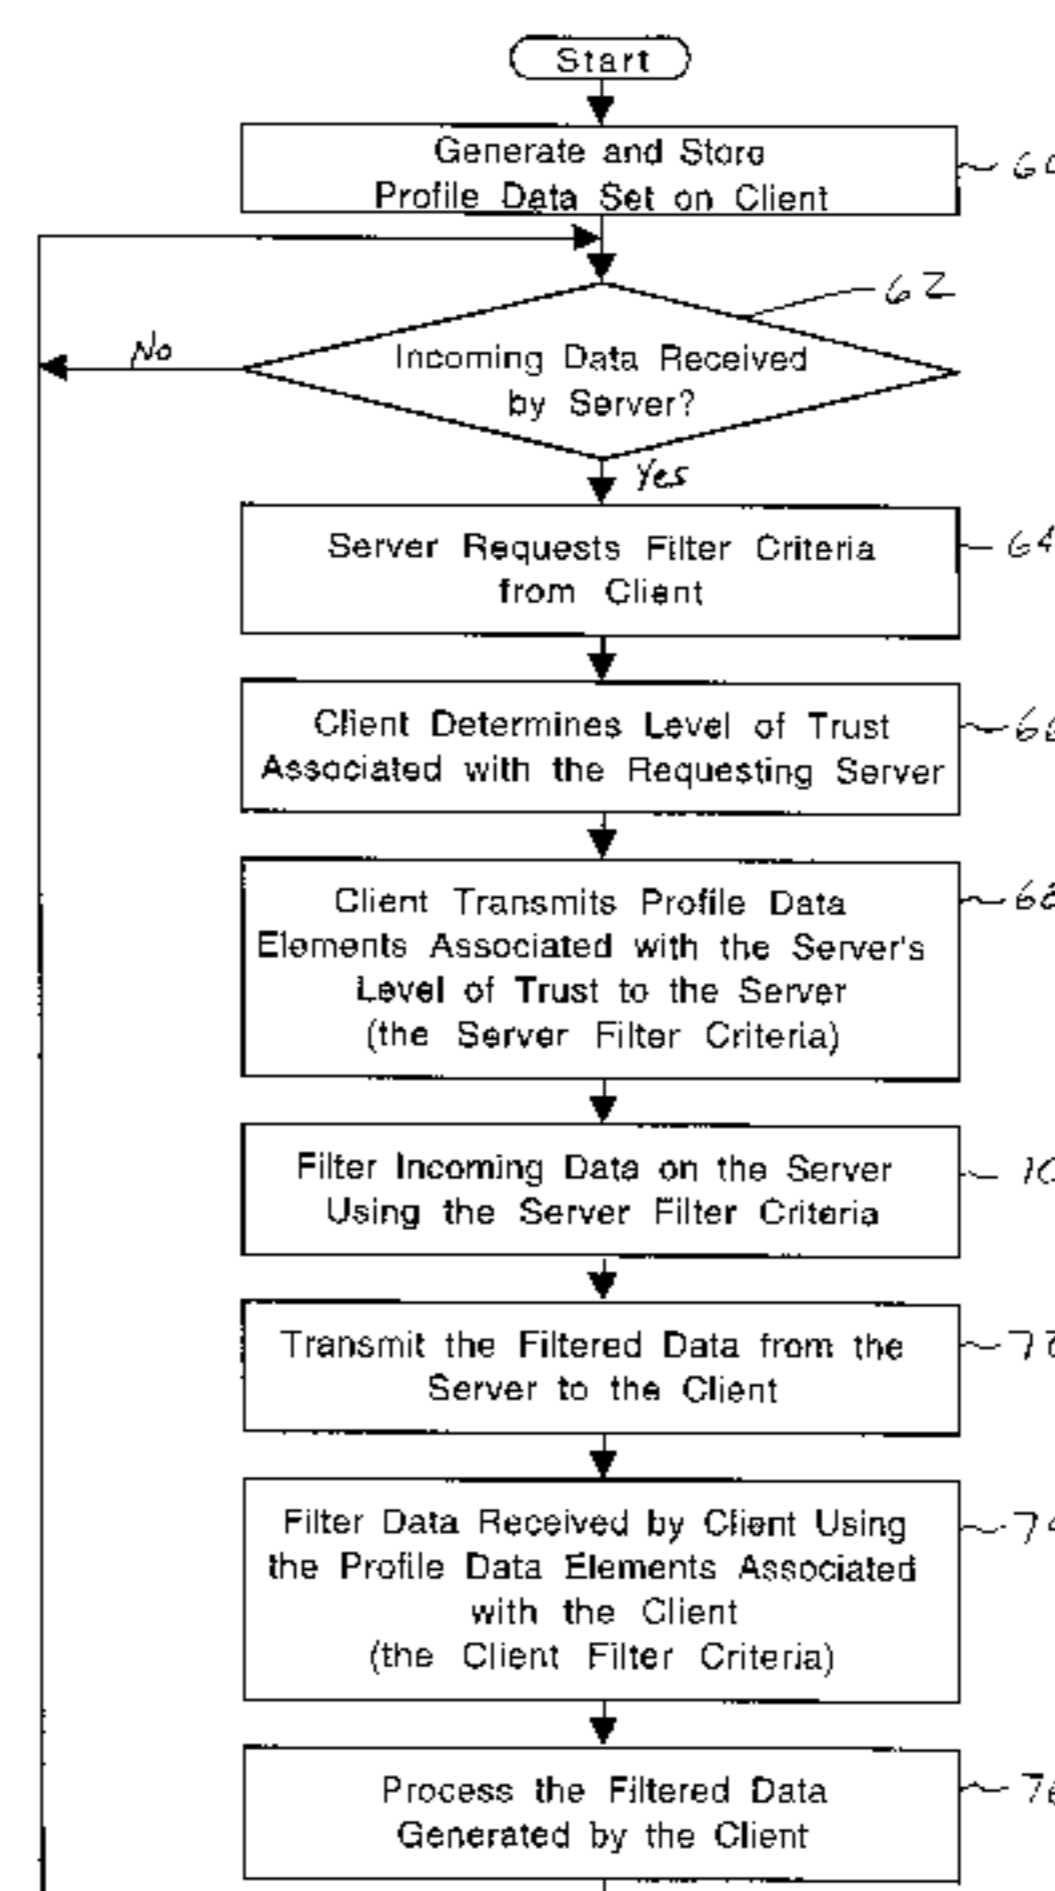 Start
Generate and Store
Profile Data Set on Client
62
No
Incoming Data Received
by Server?
Yes
Server Requests Filter Criteria
from Client
64
Client Determines Level of Trust
Associated with the Requesting Server
Client Transmits Profile Data
Elements Associated with the Server's
Level of Trust to the Server
(the Server Filter Criteria)
Filter Incoming Data on the Server
Using the Server Filter Criteria
Transmit the Filtered Data from the
Server to the Client
Filter Data Received by Client Using
the Profile Data Elements Associated
with the Client
(the Client Filter Criteria)
Process the Filtered Data
Generated by the Client